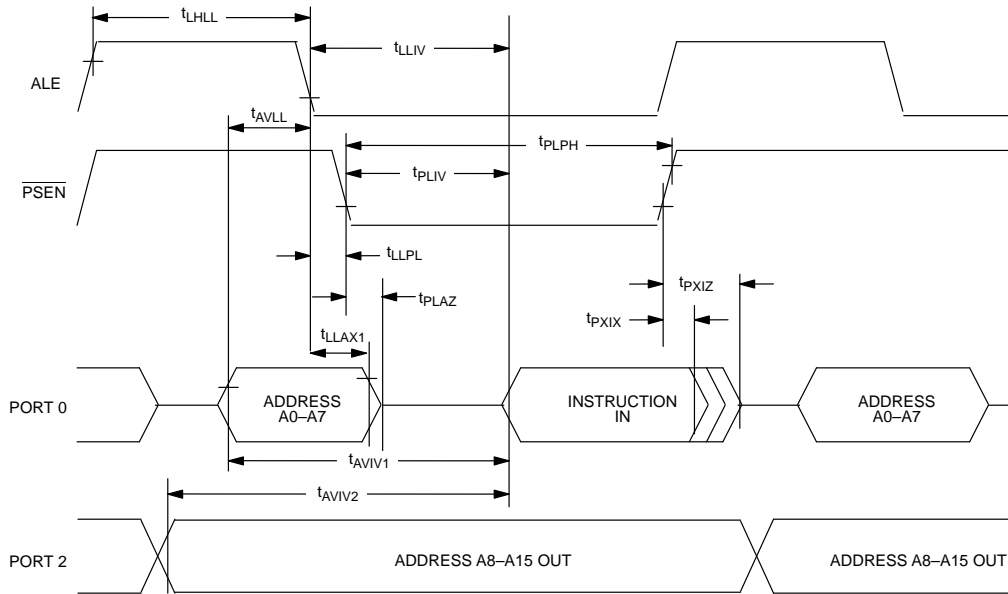 tLHLL
tLLIV
ALE
tAVLL
tPLPH
PSEN
tPLIV
tLLPL
tPLAZ
tPXIZ
tPXIX
tLLAX1
PORT 0
ADDRESS
A0–A7
INSTRUCTION
IN
ADDRESS
A0–A7
tAVIV1
tAVIV2
PORT 2
ADDRESS A8–A15 OUT
ADDRESS A8–A15 OUT